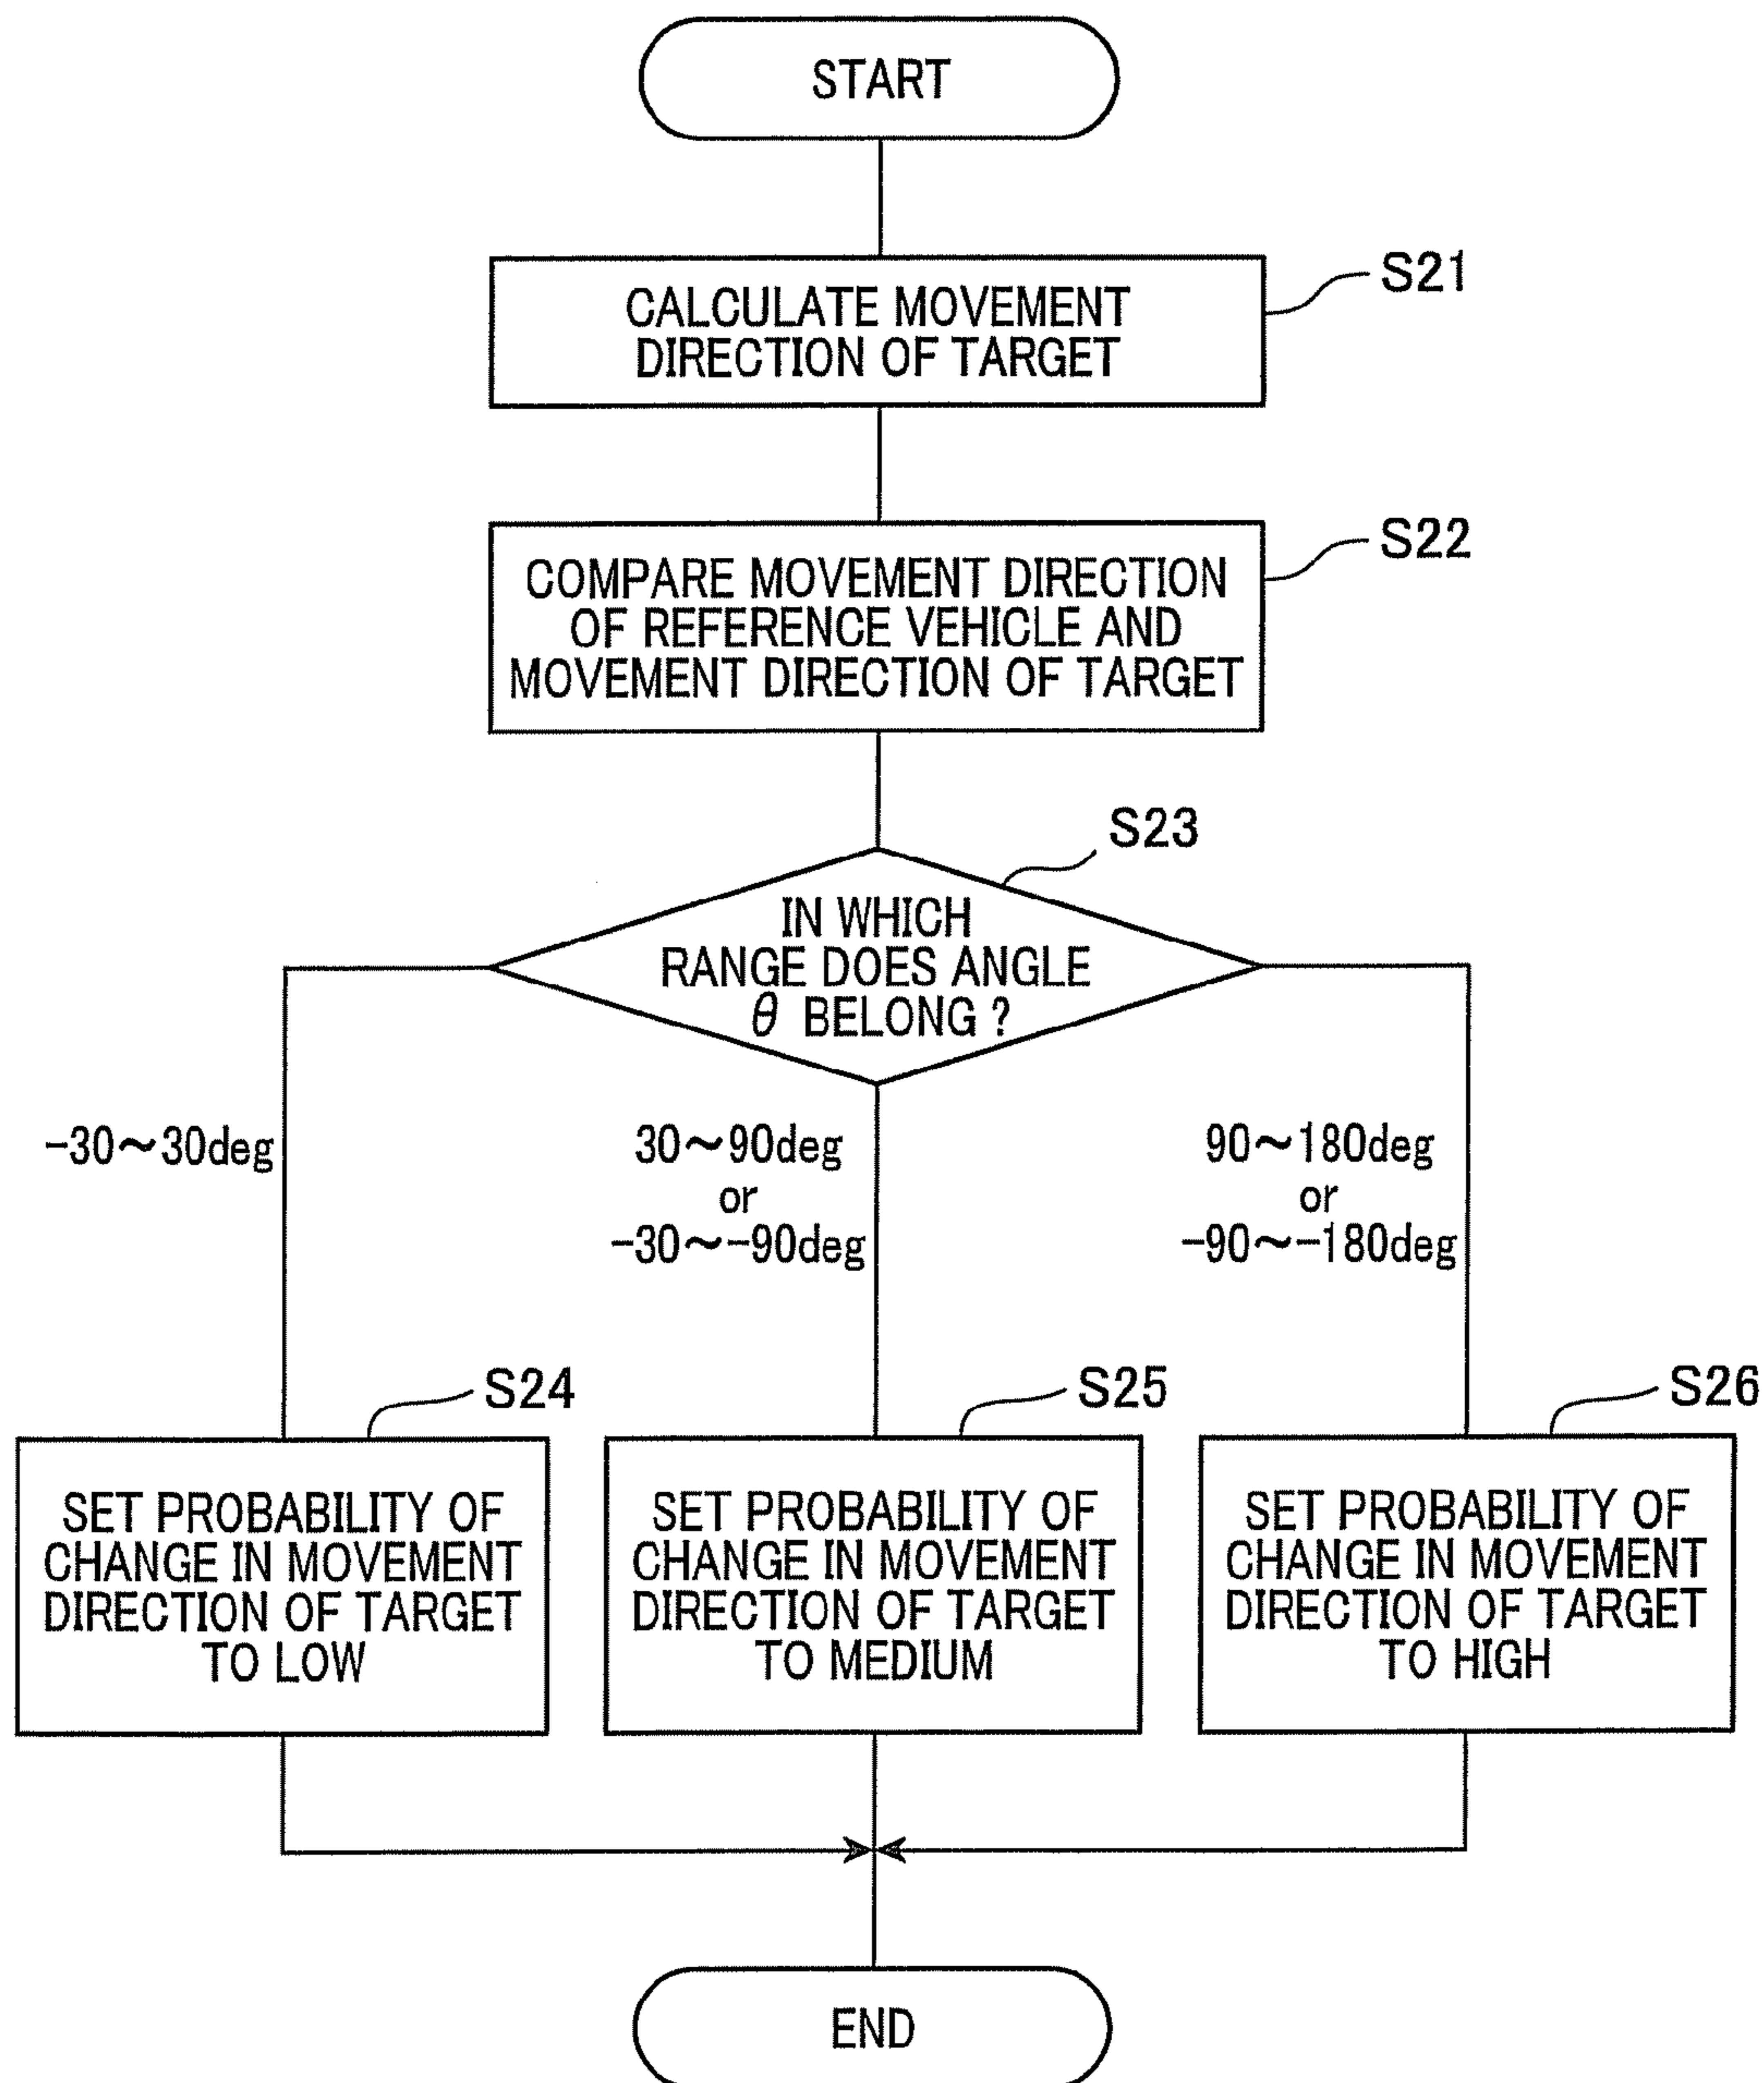 START
S21
CALCULATE MOVEMENT
DIRECTION OF TARGET
S22
COMPARE MOVEMENT DIRECTION
OF REFERENCE VEHICLE AND
MOVEMENT DIRECTION OF TARGET
S23
IN WHICH
RANGE DOES ANGLE
θ BELONG ?
-30~30deg
30~90deg
or
-30~-90deg
90~180deg
or
-90~-180deg
S24
SET PROBABILITY OF
CHANGE IN MOVEMENT
DIRECTION OF TARGET
TO LOW
S25
SET PROBABILITY OF
CHANGE IN MOVEMENT
DIRECTION OF TARGET
TO MEDIUM
S26
SET PROBABILITY OF
CHANGE IN MOVEMENT
DIRECTION OF TARGET
TO HIGH
END